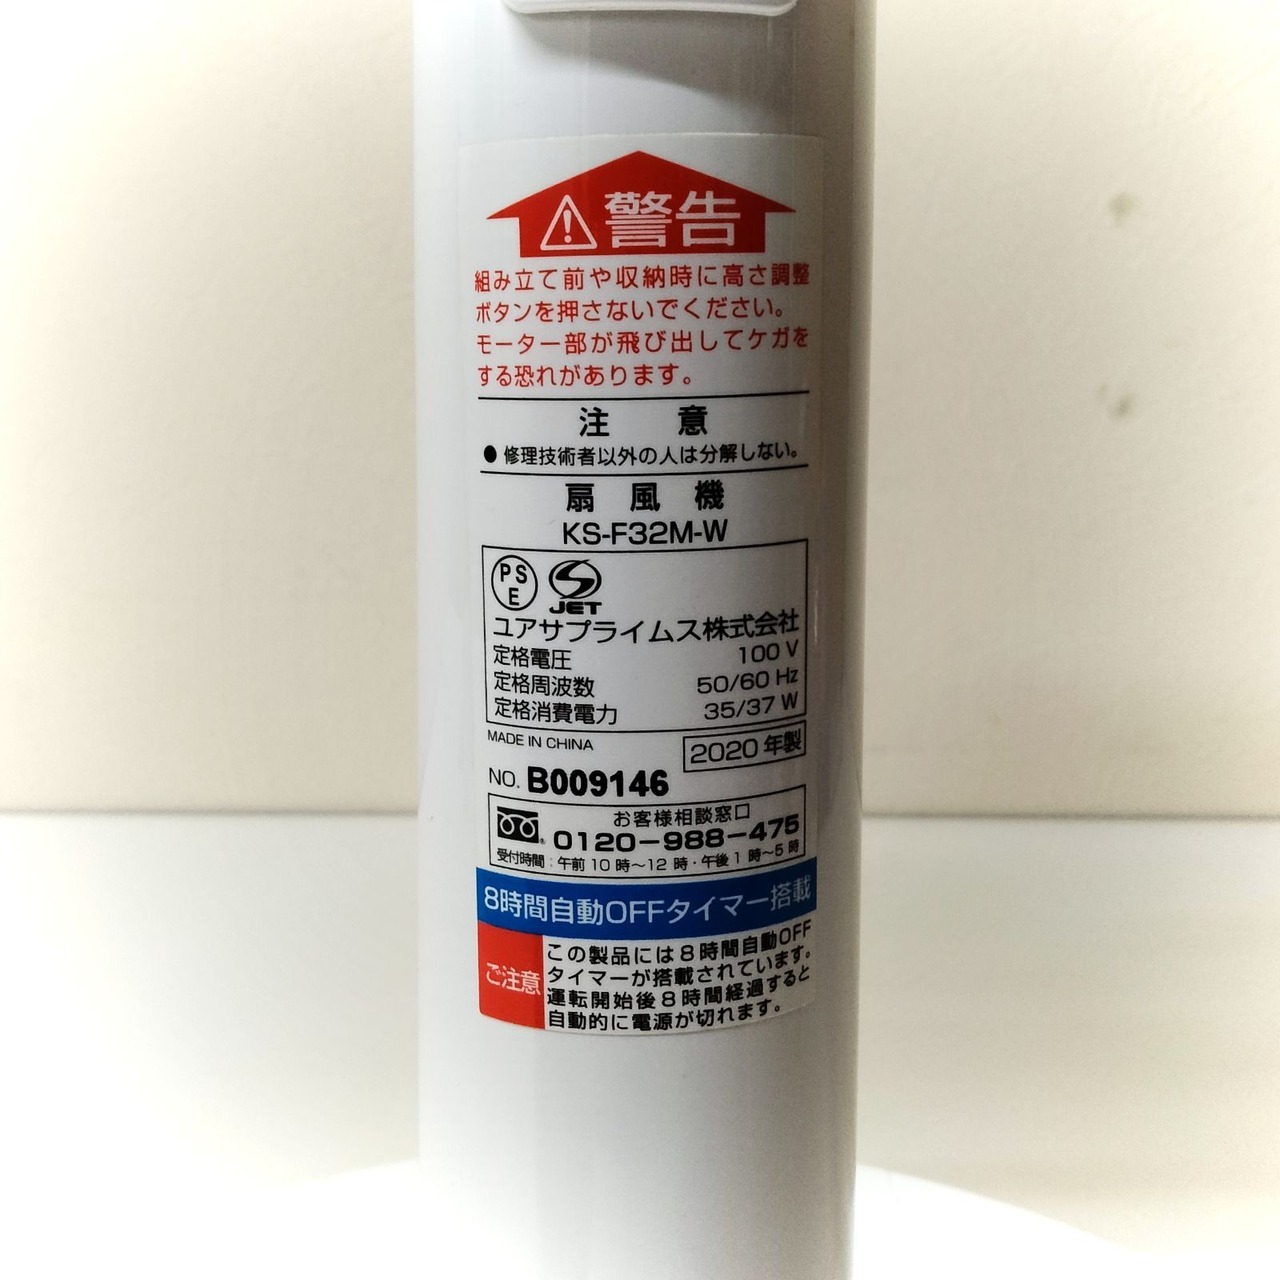 警告
組み立て前や収納時に高さ調整
ボタンを押さないでください。
モーター部が飛び出してケガを
する恐れがあります。
注意
● 修理技術者以外の人は分解しない。
扇風機
KS-F32M-W
PSE JET
ユアサプライムス株式会社
定格電圧 100 V
定格周波数 50/60 Hz
定格消費電力 35/37 W
MADE IN CHINA
2020 年製
NO. B009146
お客様相談窓口
0120-988-475
受付時間：午前 10 時～12 時・午後 1 時～5 時
8時間自動OFFタイマー搭載
ご注意
この製品には8時間自動OFF
タイマーが搭載されています。
運転開始後8時間経過すると
自動的に電源が切れます。